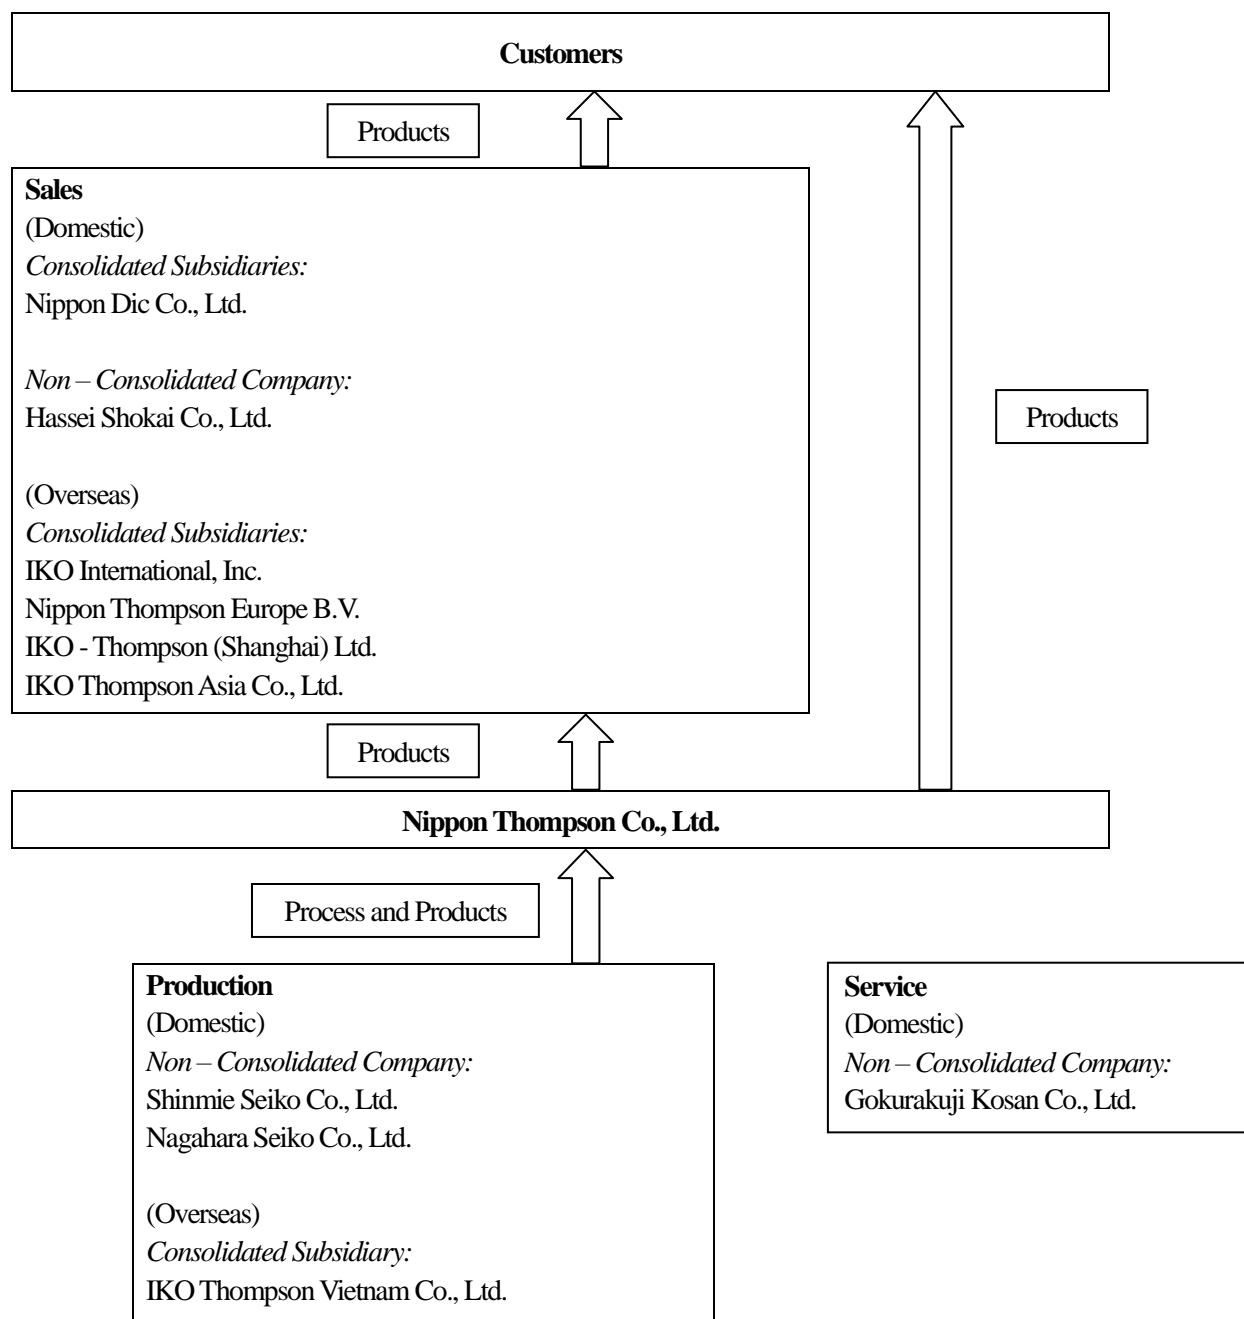 Customers
Products
Sales
(Domestic)
Consolidated Subsidiaries:
Nippon Dic Co., Ltd.
Non – Consolidated Company:
Hassei Shokai Co., Ltd.
(Overseas)
Consolidated Subsidiaries:
IKO International, Inc.
Nippon Thompson Europe B.V.
IKO - Thompson (Shanghai) Ltd.
IKO Thompson Asia Co., Ltd.
Products
Products
Nippon Thompson Co., Ltd.
Process and Products
Production
(Domestic)
Non – Consolidated Company:
Shinmie Seiko Co., Ltd.
Nagahara Seiko Co., Ltd.
(Overseas)
Consolidated Subsidiary:
IKO Thompson Vietnam Co., Ltd.
Service
(Domestic)
Non – Consolidated Company:
Gokurakuji Kosan Co., Ltd.